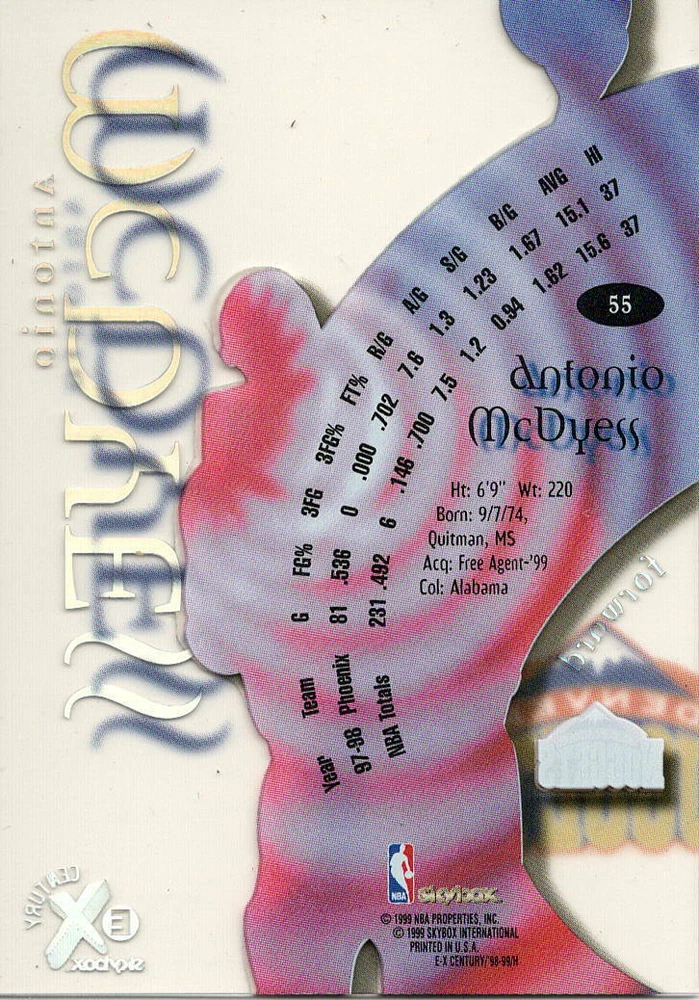 Antonio
McDyess
Year Team G FG% 3FG 3FG% FT% R/G A/G S/G B/G AVG HI
97-98 Phoenix 81 .536 0 .000 .702 7.6 1.3 1.23 1.67 15.1 37
NBA Totals 231 .492 6 .146 .700 7.5 1.2 0.94 1.62 15.6 37
55
Antonio
McDyess
Ht: 6'9" Wt: 220
Born: 9/7/74,
Quitman, MS
Acq: Free Agent-'99
Col: Alabama
forward
NBA
skybox
© 1999 NBA PROPERTIES, INC.
© 1999 SKYBOX INTERNATIONAL
PRINTED IN U.S.A.
E-X CENTURY/'98-99/H
CENTURY
EX
skybox